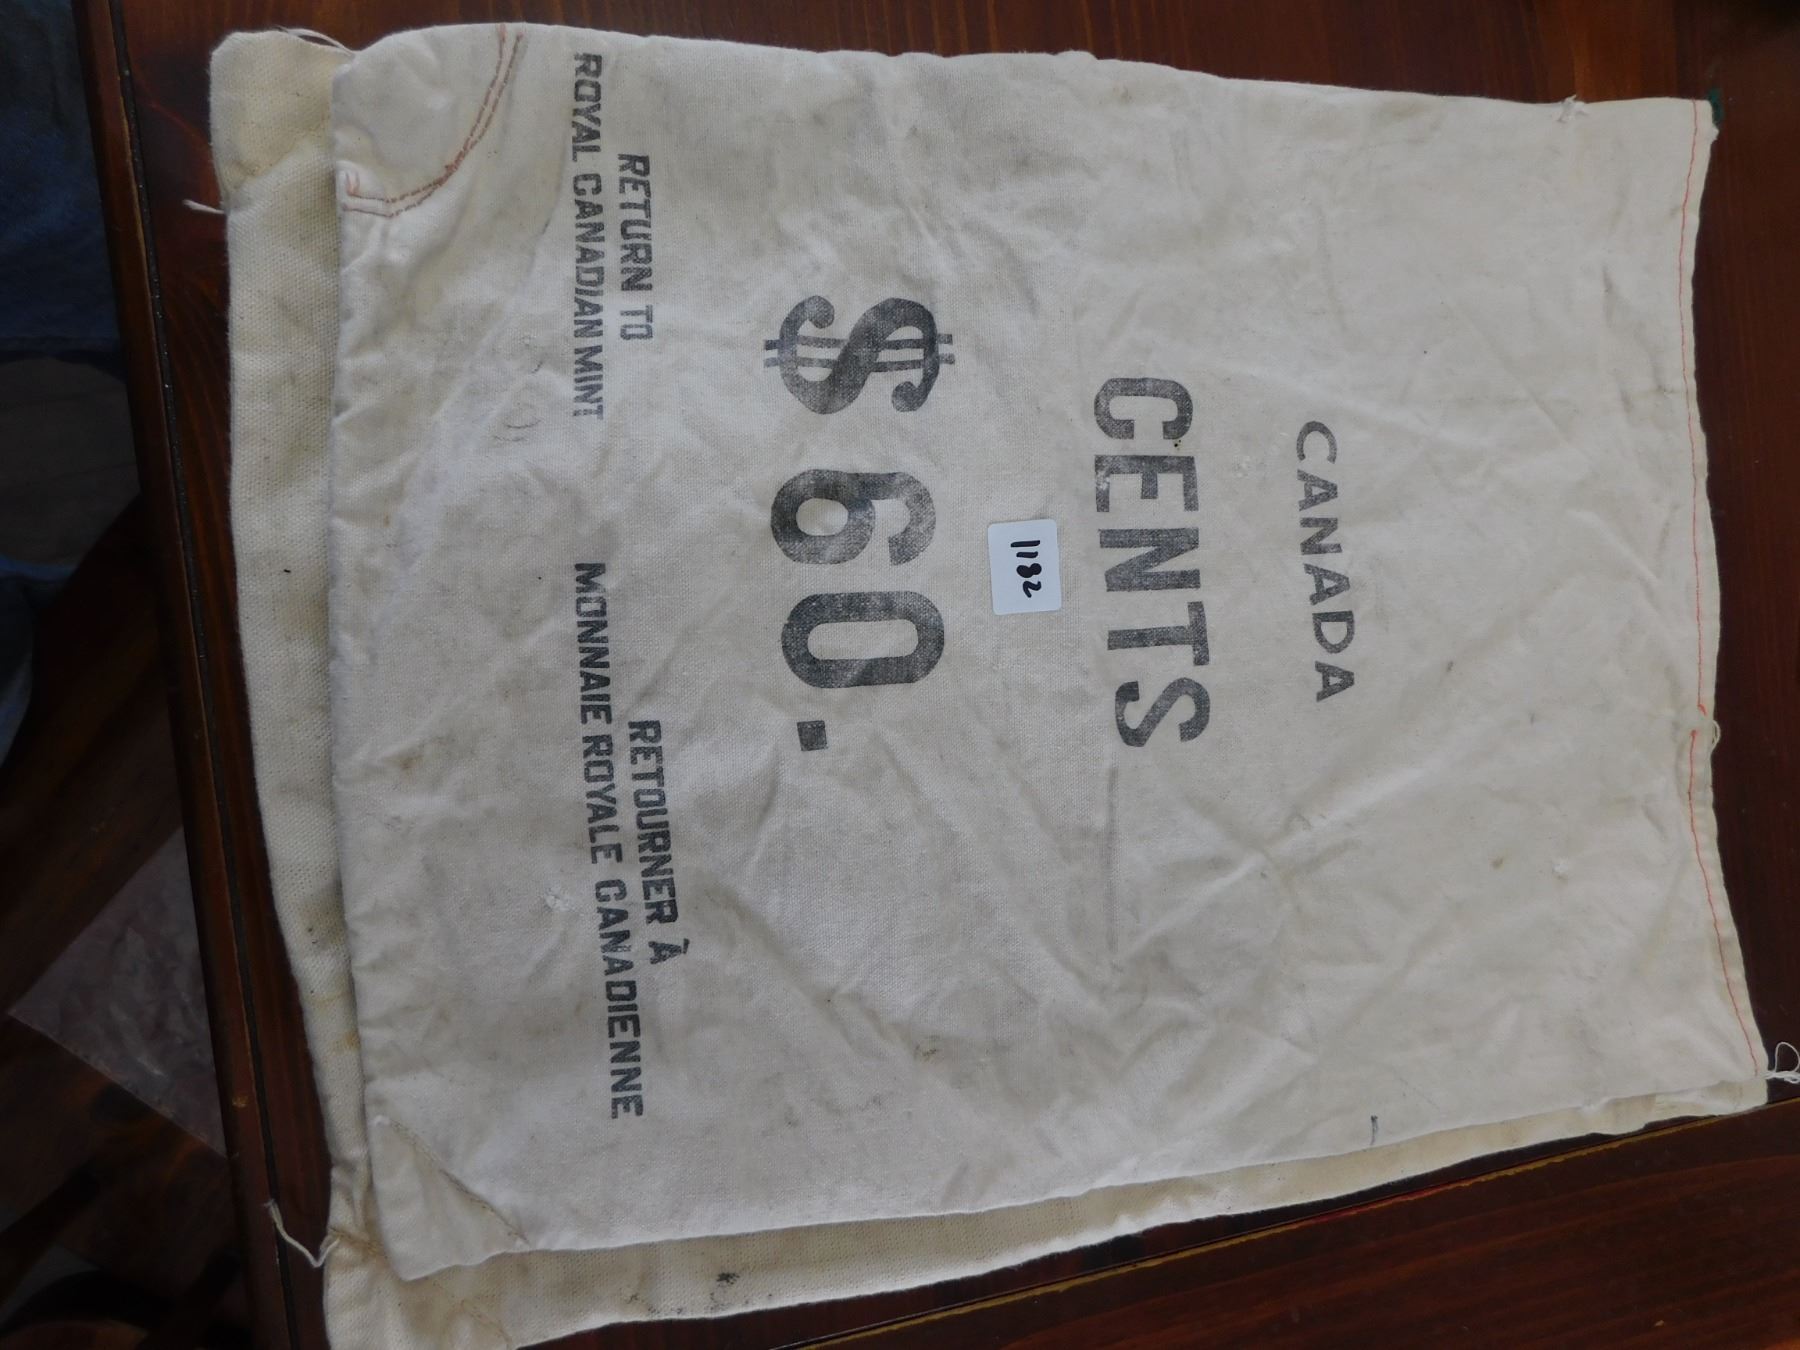 CANADA
CENTS
1182
$60.
RETURN TO
ROYAL CANADIAN MINT
RETOURNER À
MONNAIE ROYALE CANADIENNE